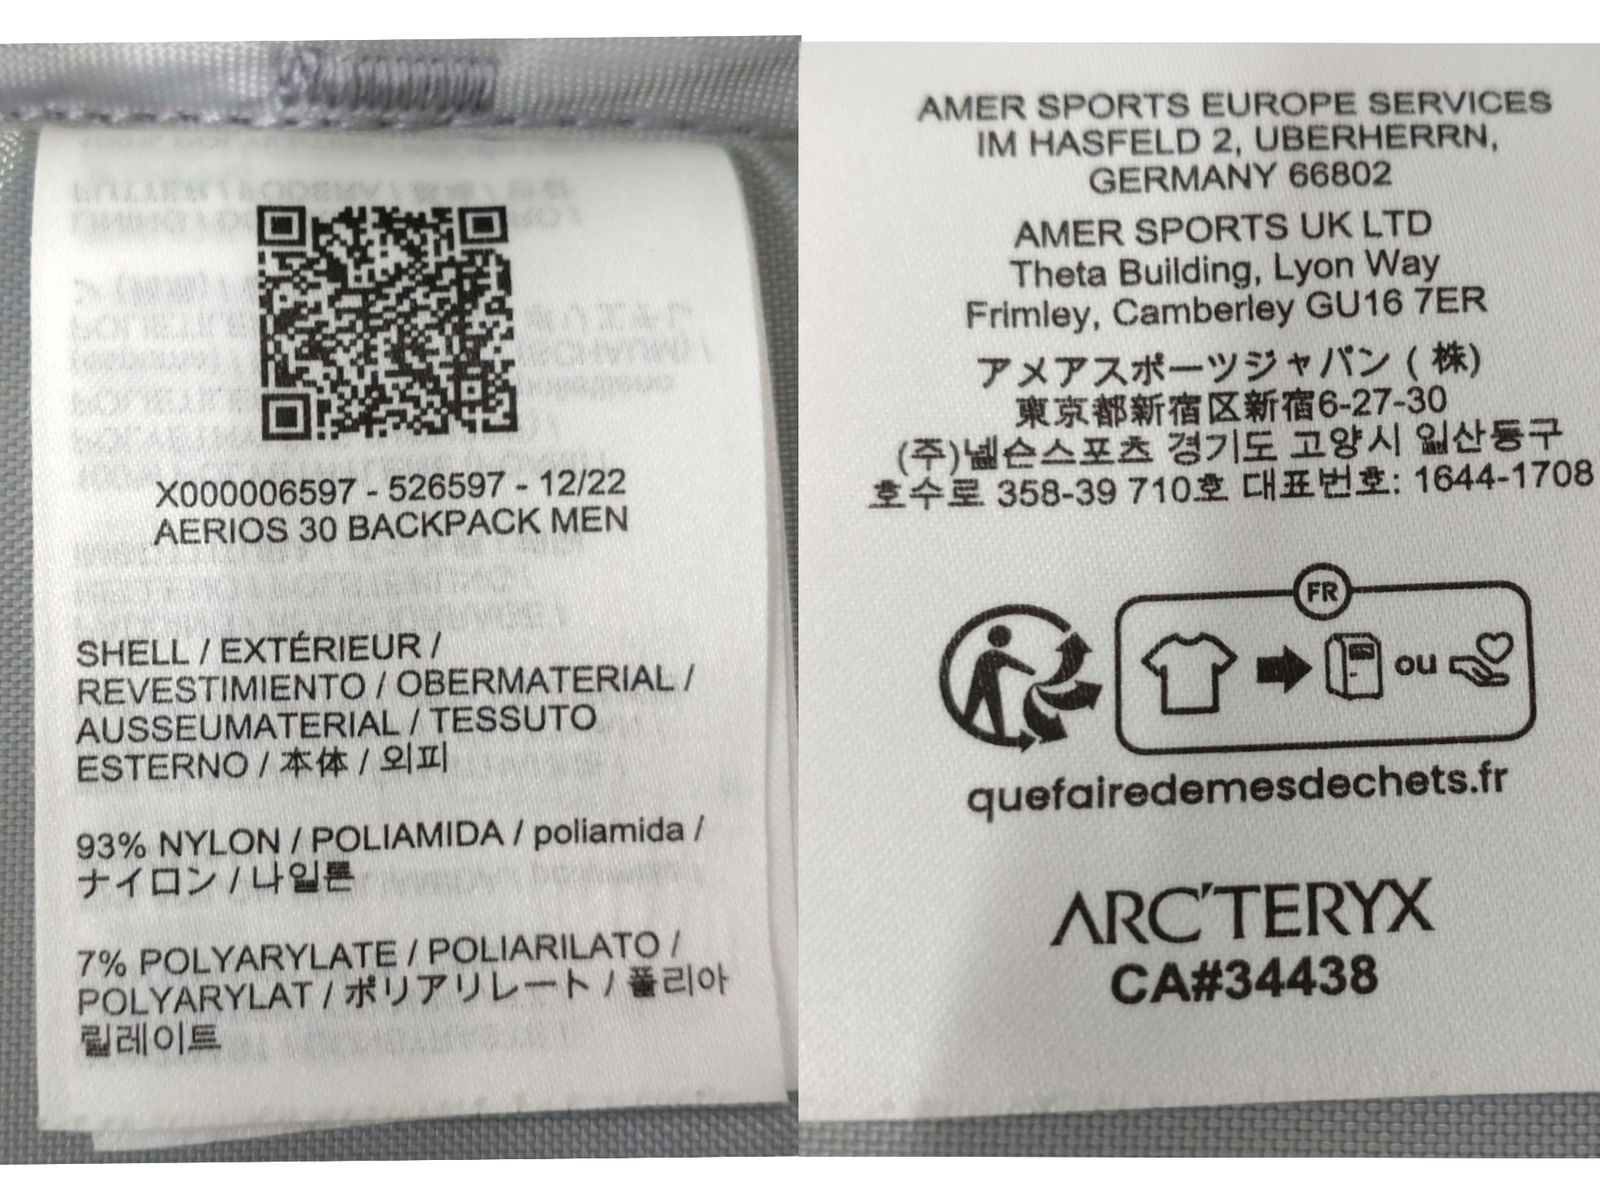 X000006597 - 526597 - 12/22
AERIOS 30 BACKPACK MEN
SHELL / EXTÉRIEUR /
REVESTIMIENTO / OBERMATERIAL /
AUSSEUMATERIAL / TESSUTO
ESTERNO / 本体 / 외피
93% NYLON / POLIAMIDA / poliamida /
ナイロン / 나일론
7% POLYARYLATE / POLIARILATO /
POLYARYLAT / ポリアリレート / 폴리아
릴레이트
AMER SPORTS EUROPE SERVICES
IM HASFELD 2, UBERHERRN,
GERMANY 66802
AMER SPORTS UK LTD
Theta Building, Lyon Way
Frimley, Camberley GU16 7ER
アメアスポーツジャパン ( 株)
東京都新宿区新宿6-27-30
(주)넬슨스포츠 경기도 고양시 일산동구
호수로 358-39 710호 대표번호: 1644-1708
FR
ou
quefairedemesdechets.fr
ARC'TERYX
CA#34438